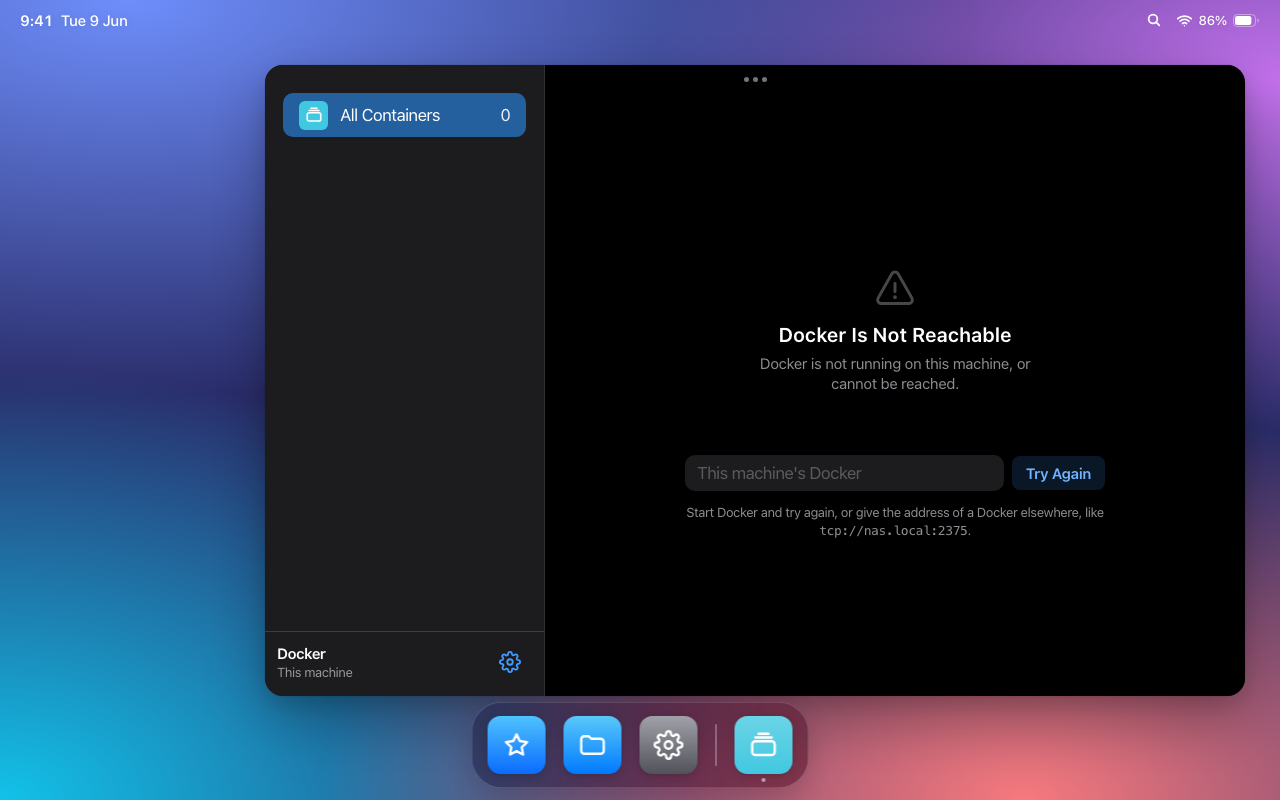 9:41 Tue 9 Jun
86%
All Containers 0
Docker Is Not Reachable
Docker is not running on this machine, or
cannot be reached.
This machine's Docker
Try Again
Start Docker and try again, or give the address of a Docker elsewhere, like
tcp://nas.local:2375.
Docker
This machine